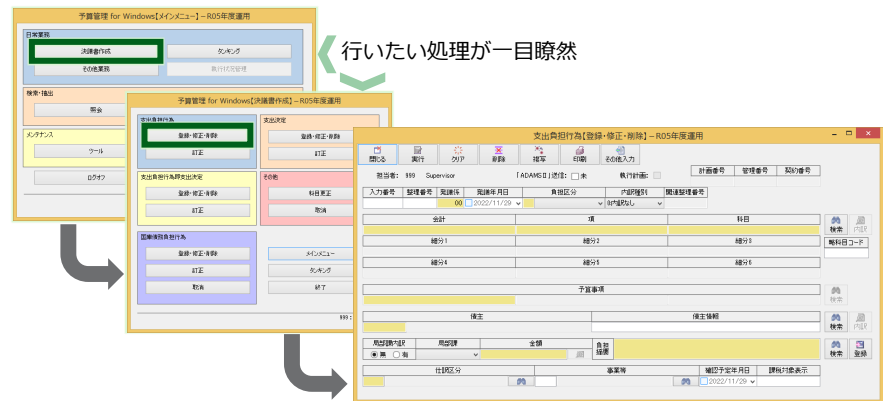 予算管理 for Windows【メインメニュー】－R05年度運用
日常業務
決議書作成
タンキング
その他業務
執行状況管理
検索・抽出
照会
メンテナンス
ツール
ログオフ
行いたい処理が一目瞭然
予算管理 for Windows【決議書作成】－R05年度運用
支出負担行為
登録・修正・削除
訂正
支出決定
登録・修正・削除
訂正
支出負担行為即支出決定
登録・修正・削除
訂正
その他
科目更正
取消
国庫債務負担行為
登録・修正・削除
訂正
取消
メインメニュー
タンキング
終了
999 :
支出負担行為【登録・修正・削除】－R05年度運用
閉じる 実行 クリア 削除 複写 印刷 その他入力
担当者: 999 Supervisor 「ADAMSⅡ」送信: 未 執行計画:
計画番号 管理番号 契約番号
入力番号 整理番号 発議係 発議年月日 負担区分 内訳種別 関連整理番号
00 2022/11/29 0内訳なし
会計 項 科目
検索 内訳
細分1 細分2 細分3
略科目コード
細分4 細分5 細分6
予算事項
検索
債主 債主情報
検索 内訳
局部課内訳 局部課 金額 負担経費
無 有
検索 登録
仕訳区分 事業等 確認予定年月日 課税対象表示
2022/11/29